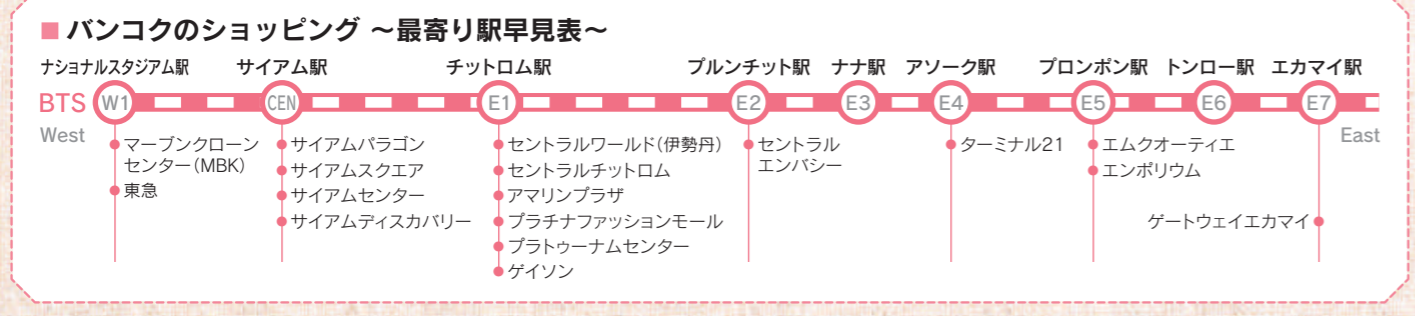 ■ バンコクのショッピング ～最寄り駅早見表～
ナショナルスタジアム駅 サイアム駅 チットロム駅 プルンチット駅 ナナ駅 アソーク駅 プロンポン駅 トンロー駅 エカマイ駅
BTS W1 CEN E1 E2 E3 E4 E5 E6 E7
West East
マーブンクローン
センター(MBK)
東急
サイアムパラゴン
サイアムスクエア
サイアムセンター
サイアムディスカバリー
セントラルワールド(伊勢丹)
セントラルチットロム
アマリンプラザ
プラチナファッションモール
プラトゥーナムセンター
ゲイソン
セントラル
エンバシー
ターミナル21
エムクオーティエ
エンポリウム
ゲートウェイエカマイ